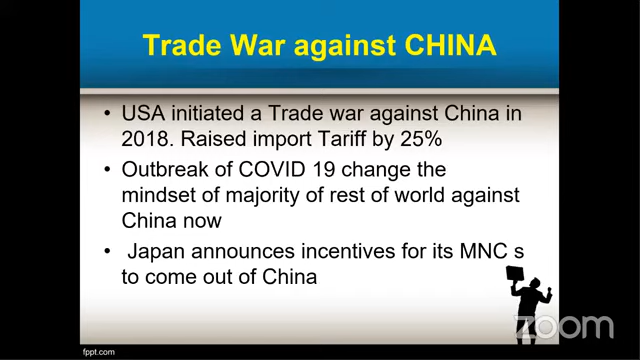 Trade War against CHINA
• USA initiated a Trade war against China in
2018. Raised import Tariff by 25%
• Outbreak of COVID 19 change the
mindset of majority of rest of world against
China now
• Japan announces incentives for its MNC s
to come out of China
zoom
fppt.com